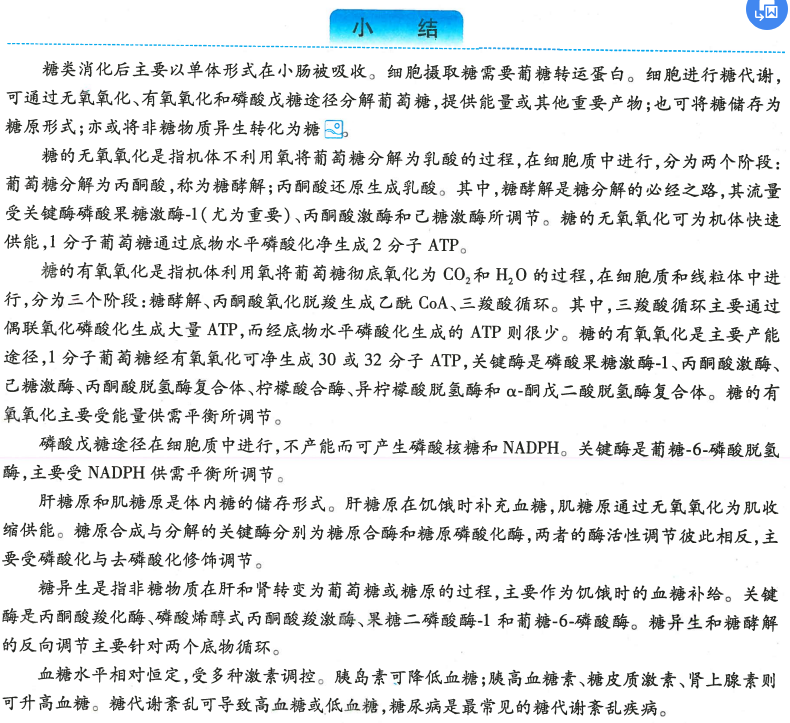 小 结
糖类消化后主要以单体形式在小肠被吸收。细胞摄取糖需要葡糖转运蛋白。细胞进行糖代谢,
可通过无氧氧化、有氧氧化和磷酸戊糖途径分解葡萄糖,提供能量或其他重要产物;也可将糖储存为
糖原形式;亦或将非糖物质异生转化为糖。
糖的无氧氧化是指机体不利用氧将葡萄糖分解为乳酸的过程,在细胞质中进行,分为两个阶段:
葡萄糖分解为丙酮酸,称为糖酵解;丙酮酸还原生成乳酸。其中,糖酵解是糖分解的必经之路,其流量
受关键酶磷酸果糖激酶-1(尤为重要)、丙酮酸激酶和己糖激酶所调节。糖的无氧氧化可为机体快速
供能,1 分子葡萄糖通过底物水平磷酸化净生成 2 分子 ATP。
糖的有氧氧化是指机体利用氧将葡萄糖彻底氧化为 CO₂和 H₂O 的过程,在细胞质和线粒体中进
行,分为三个阶段:糖酵解、丙酮酸氧化脱羧生成乙酰 CoA、三羧酸循环。其中,三羧酸循环主要通过
偶联氧化磷酸化生成大量 ATP,而经底物水平磷酸化生成的 ATP 则很少。糖的有氧氧化是主要产能
途径,1 分子葡萄糖经有氧氧化可净生成 30 或 32 分子 ATP,关键酶是磷酸果糖激酶-1、丙酮酸激酶、
己糖激酶、丙酮酸脱氢酶复合体、柠檬酸合酶、异柠檬酸脱氢酶和 α-酮戊二酸脱氢酶复合体。糖的有
氧氧化主要受能量供需平衡所调节。
磷酸戊糖途径在细胞质中进行,不产能而可产生磷酸核糖和 NADPH。关键酶是葡糖-6-磷酸脱氢
酶,主要受 NADPH 供需平衡所调节。
肝糖原和肌糖原是体内糖的储存形式。肝糖原在饥饿时补充血糖,肌糖原通过无氧氧化为肌收
缩供能。糖原合成与分解的关键酶分别为糖原合酶和糖原磷酸化酶,两者的酶活性调节彼此相反,主
要受磷酸化与去磷酸化修饰调节。
糖异生是指非糖物质在肝和肾转变为葡萄糖或糖原的过程,主要作为饥饿时的血糖补给。关键
酶是丙酮酸羧化酶、磷酸烯醇式丙酮酸羧激酶、果糖二磷酸酶-1 和葡糖-6-磷酸酶。糖异生和糖酵解
的反向调节主要针对两个底物循环。
血糖水平相对恒定,受多种激素调控。胰岛素可降低血糖;胰高血糖素、糖皮质激素、肾上腺素则
可升高血糖。糖代谢紊乱可导致高血糖或低血糖,糖尿病是最常见的糖代谢紊乱疾病。